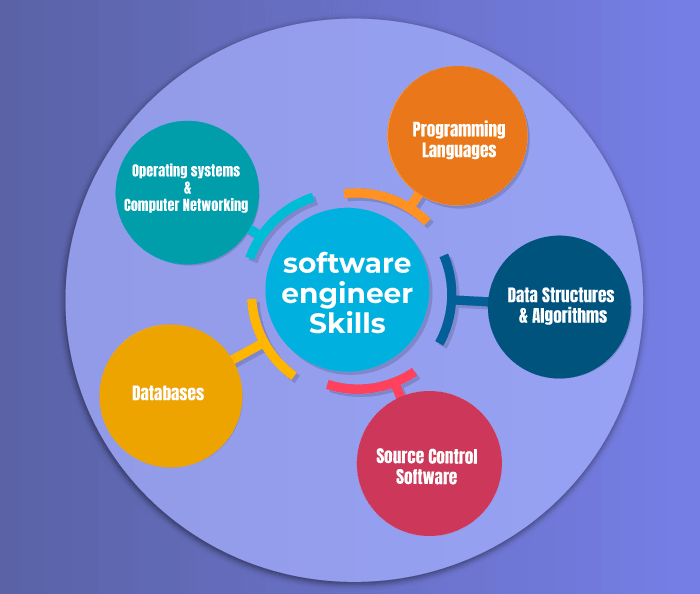 software
engineer
Skills
Programming
Languages
Data Structures
& Algorithms
Source Control
Software
Databases
Operating systems
&
Computer Networking